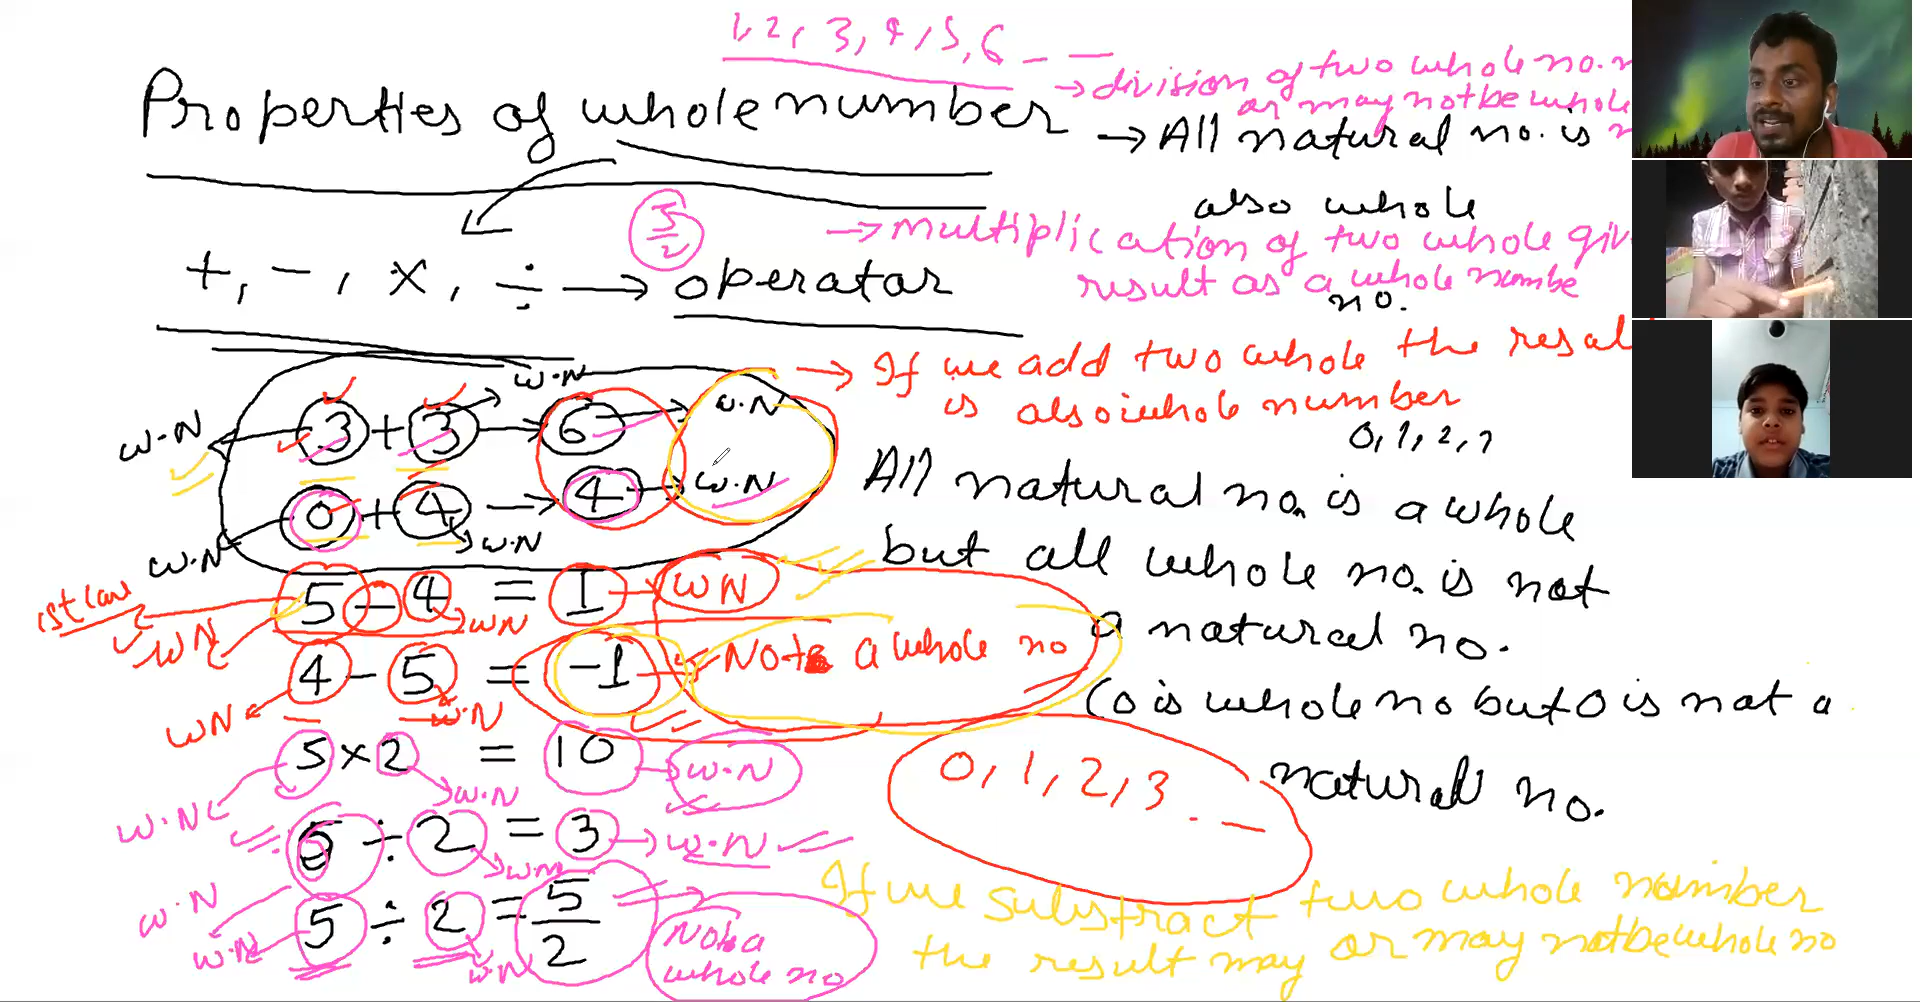 1, 2, 3, 4, 5, 6 _ _
→ division of two whole no.
or may not be whole
Properties of whole number
→ All natural no. is
also whole
no.
→ multiplication of two whole giv
result as a whole numbe
5/2
+, -, ×, ÷ → operator
→ If we add two whole the resul
is also whole number
0, 1, 2,
w.N 3 + 3 w.N → 6 → w.N
w.N 0 + 4 w.N → 4 → w.N
All natural no. is a whole
but all whole no. is not
a natural no.
(0 is whole no but 0 is not a
natural no.
1st law
WN 5 - 4 WN = 1 → WN
WN 4 - 5 w.N = -1 → Not a whole no
w.N 5 × 2 w.N = 10 → w.N
0, 1, 2, 3 . _
w.N 6 ÷ 2 w.N = 3 → w.N
w.N 5 ÷ 2 w.N = 5/2 → Not a
whole no
If we substract two whole number
the result may or may not be whole no